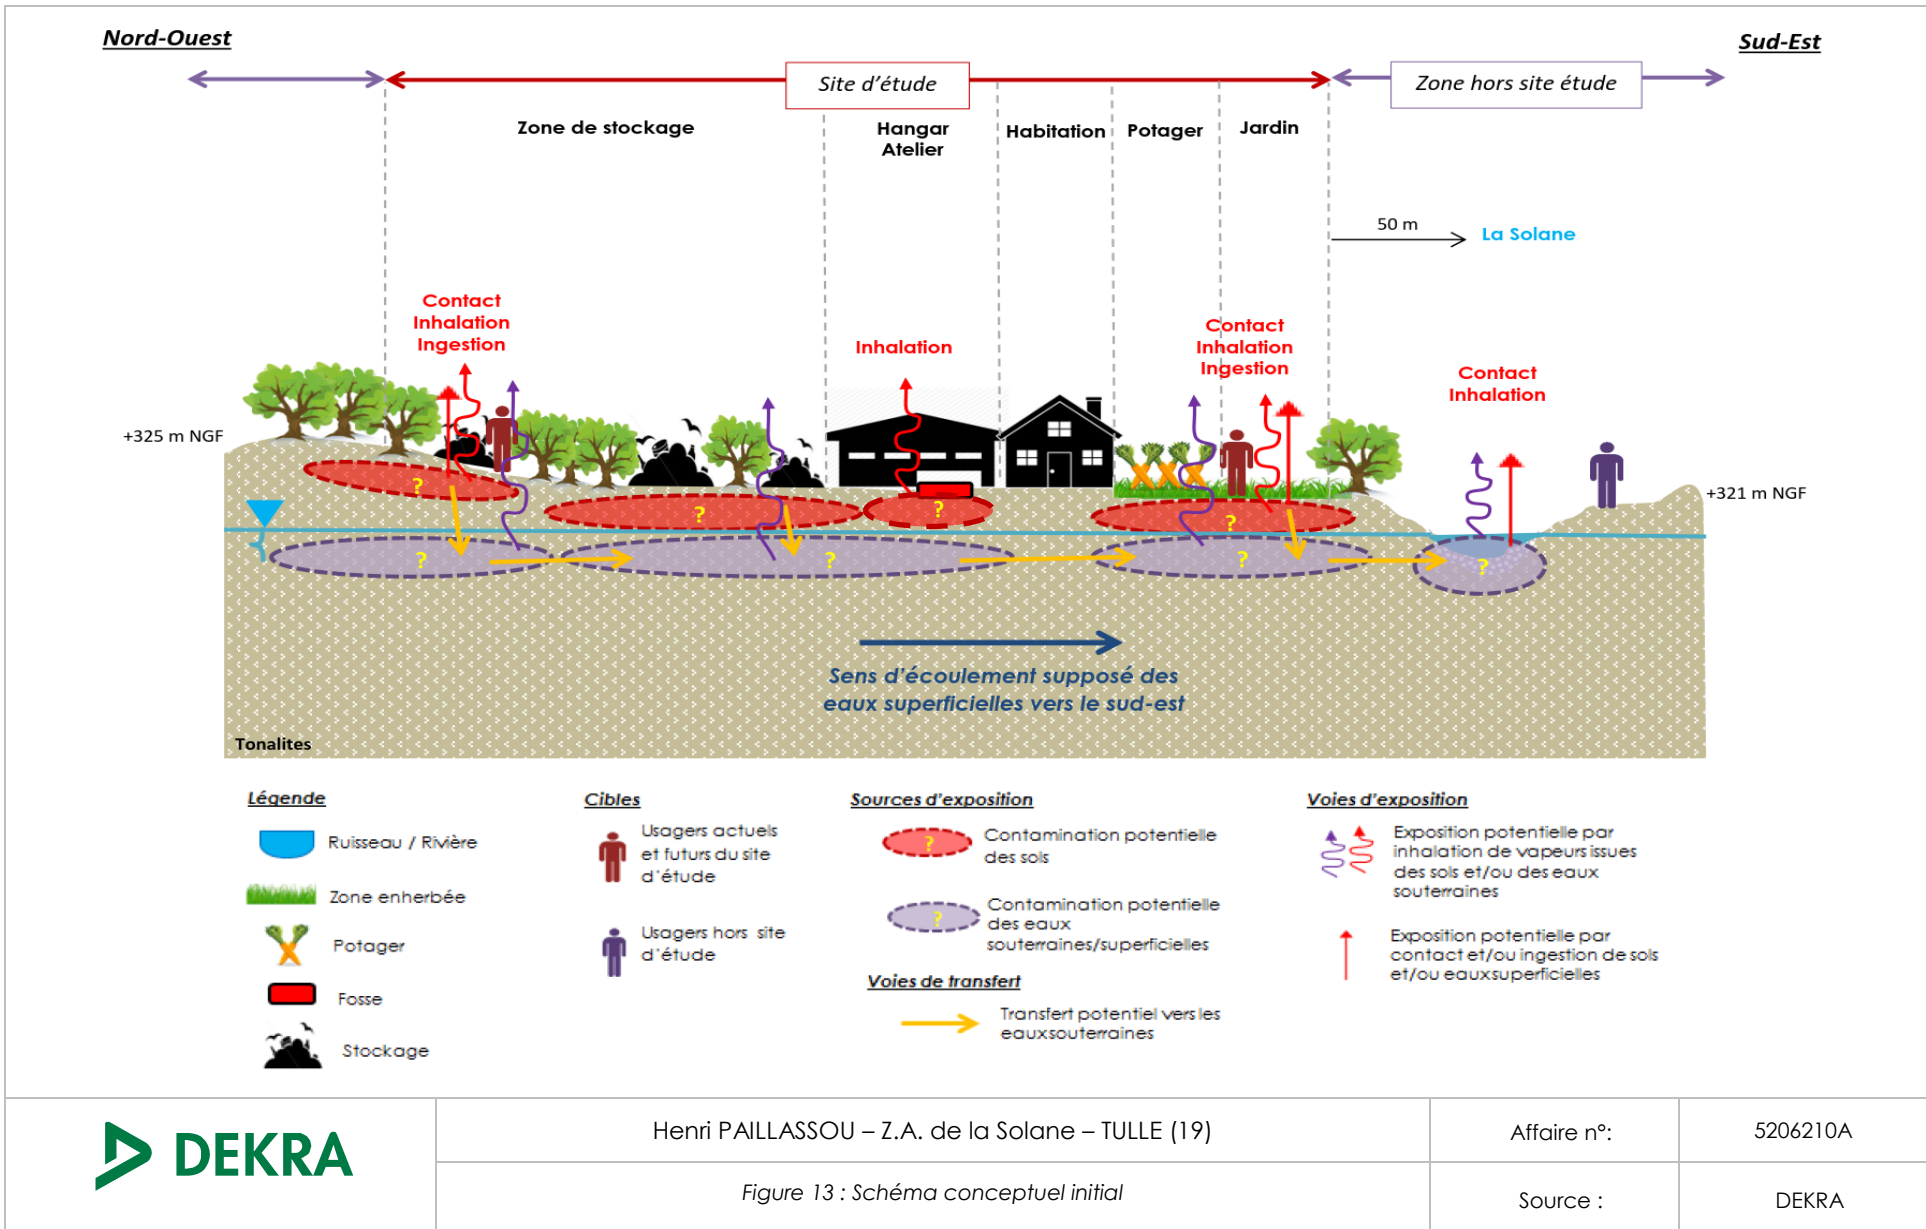 Nord-Ouest
Sud-Est
Site d'étude
Zone hors site étude
Zone de stockage
Hangar
Atelier
Habitation
Potager
Jardin
50 m
La Solane
Contact
Inhalation
Ingestion
Inhalation
Contact
Inhalation
Ingestion
Contact
Inhalation
+325 m NGF
+321 m NGF
?
?
?
?
?
?
?
?
Sens d'écoulement supposé des
eaux superficielles vers le sud-est
Tonalites
Légende
Ruisseau / Rivière
Zone enherbée
Potager
Fosse
Stockage
Cibles
Usagers actuels
et futurs du site
d'étude
Usagers hors site
d'étude
Sources d'exposition
?
Contamination potentielle
des sols
?
Contamination potentielle
des eaux
souterraines/superficielles
Voies de transfert
Transfert potentiel vers les
eaux souterraines
Voies d'exposition
Exposition potentielle par
inhalation de vapeurs issues
des sols et/ou des eaux
souterraines
Exposition potentielle par
contact et/ou ingestion de sols
et/ou eaux superficielles
DEKRA
Henri PAILLASSOU – Z.A. de la Solane – TULLE (19)
Affaire n°:
5206210A
Figure 13 : Schéma conceptuel initial
Source :
DEKRA